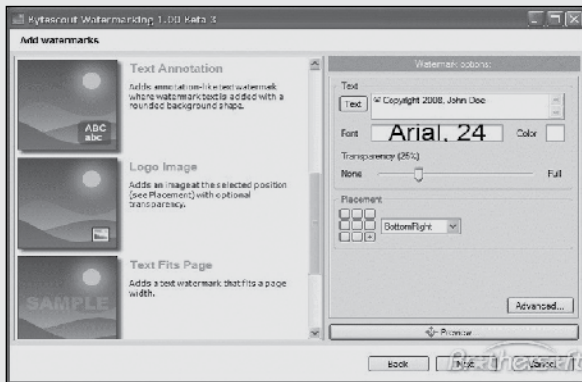 Bytescout Watermarking 1.00 Beta 3
Add watermarks
Text Annotation
Adds annotation-like text watermark
where watermark text is added with a
rounded background shape.
ABC
abc
Logo Image
Adds an image at the selected position
(see Placement) with optional
transparency.
Text Fits Page
Adds a text watermark that fits a page
width.
SAMPLE
Watermark options:
Text
Text
© Copyright 2008, John Doe
Font
Arial, 24
Color
Transparency (25%)
None
Full
Placement
BottomRight
Advanced...
Preview
Back
Next
Cancel
Brothersoft